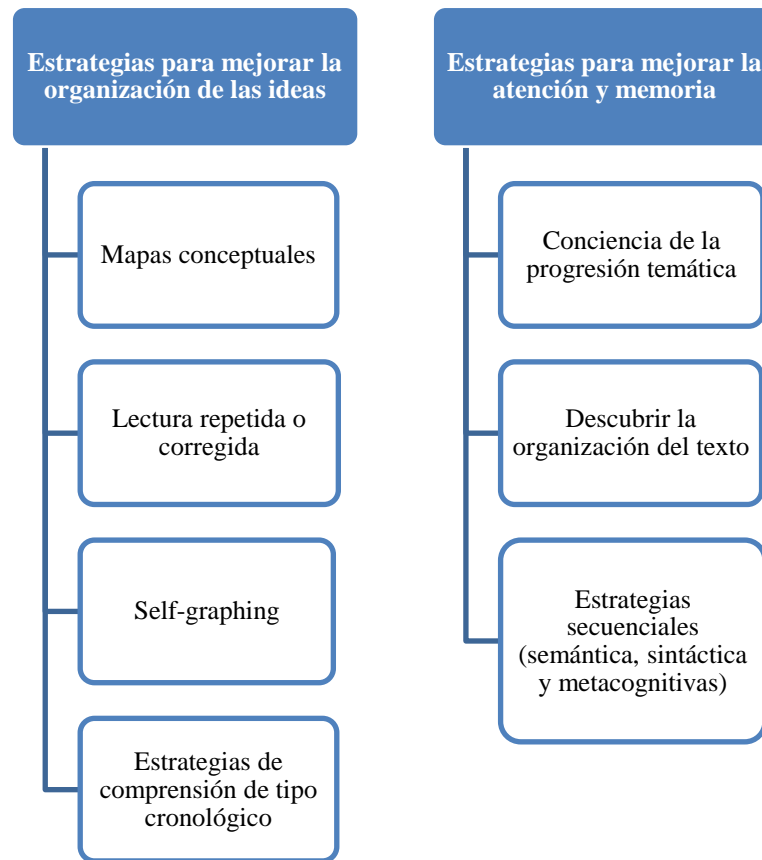 Estrategias para mejorar la
organización de las ideas
Mapas conceptuales
Lectura repetida o
corregida
Self-graphing
Estrategias de
comprensión de tipo
cronológico
Estrategias para mejorar la
atención y memoria
Conciencia de la
progresión temática
Descubrir la
organización del texto
Estrategias
secuenciales
(semántica, sintáctica
y metacognitivas)